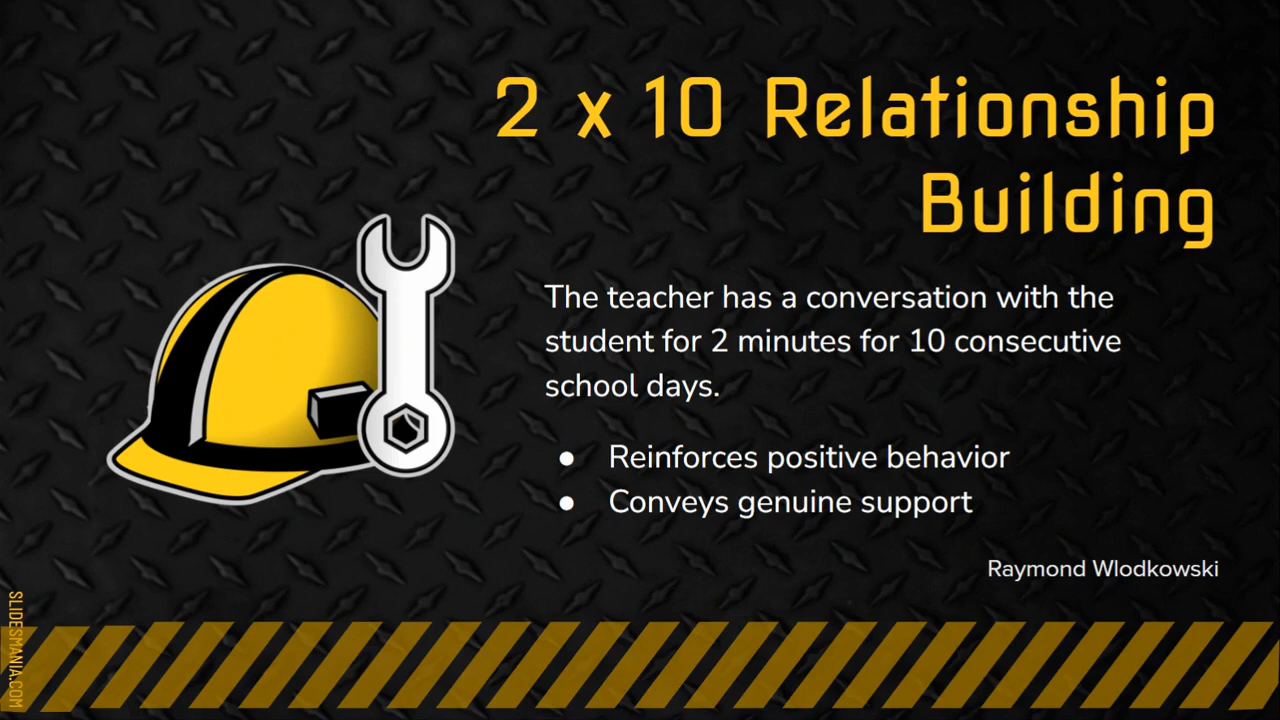 2 x 10 Relationship
Building
The teacher has a conversation with the
student for 2 minutes for 10 consecutive
school days.
● Reinforces positive behavior
● Conveys genuine support
Raymond Wlodkowski
SLIDESMANIA.COM